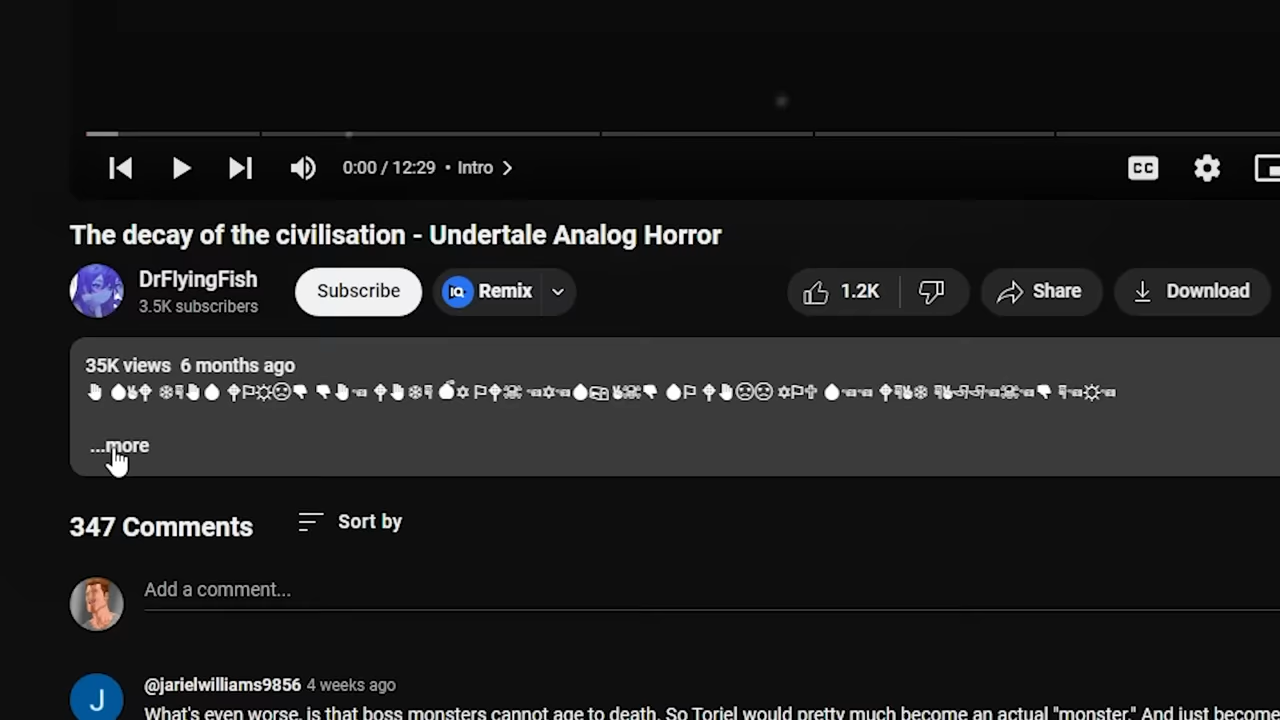 0:00 / 12:29 • Intro
CC
The decay of the civilisation - Undertale Analog Horror
DrFlyingFish
3.5K subscribers
Subscribe
IQ Remix
1.2K
Share
Download
35K views 6 months ago
...more
347 Comments
Sort by
Add a comment...
J
@jarielwilliams9856 4 weeks ago
What's even worse, is that boss monsters cannot age to death. So Toriel would pretty much become an actual "monster." And just become